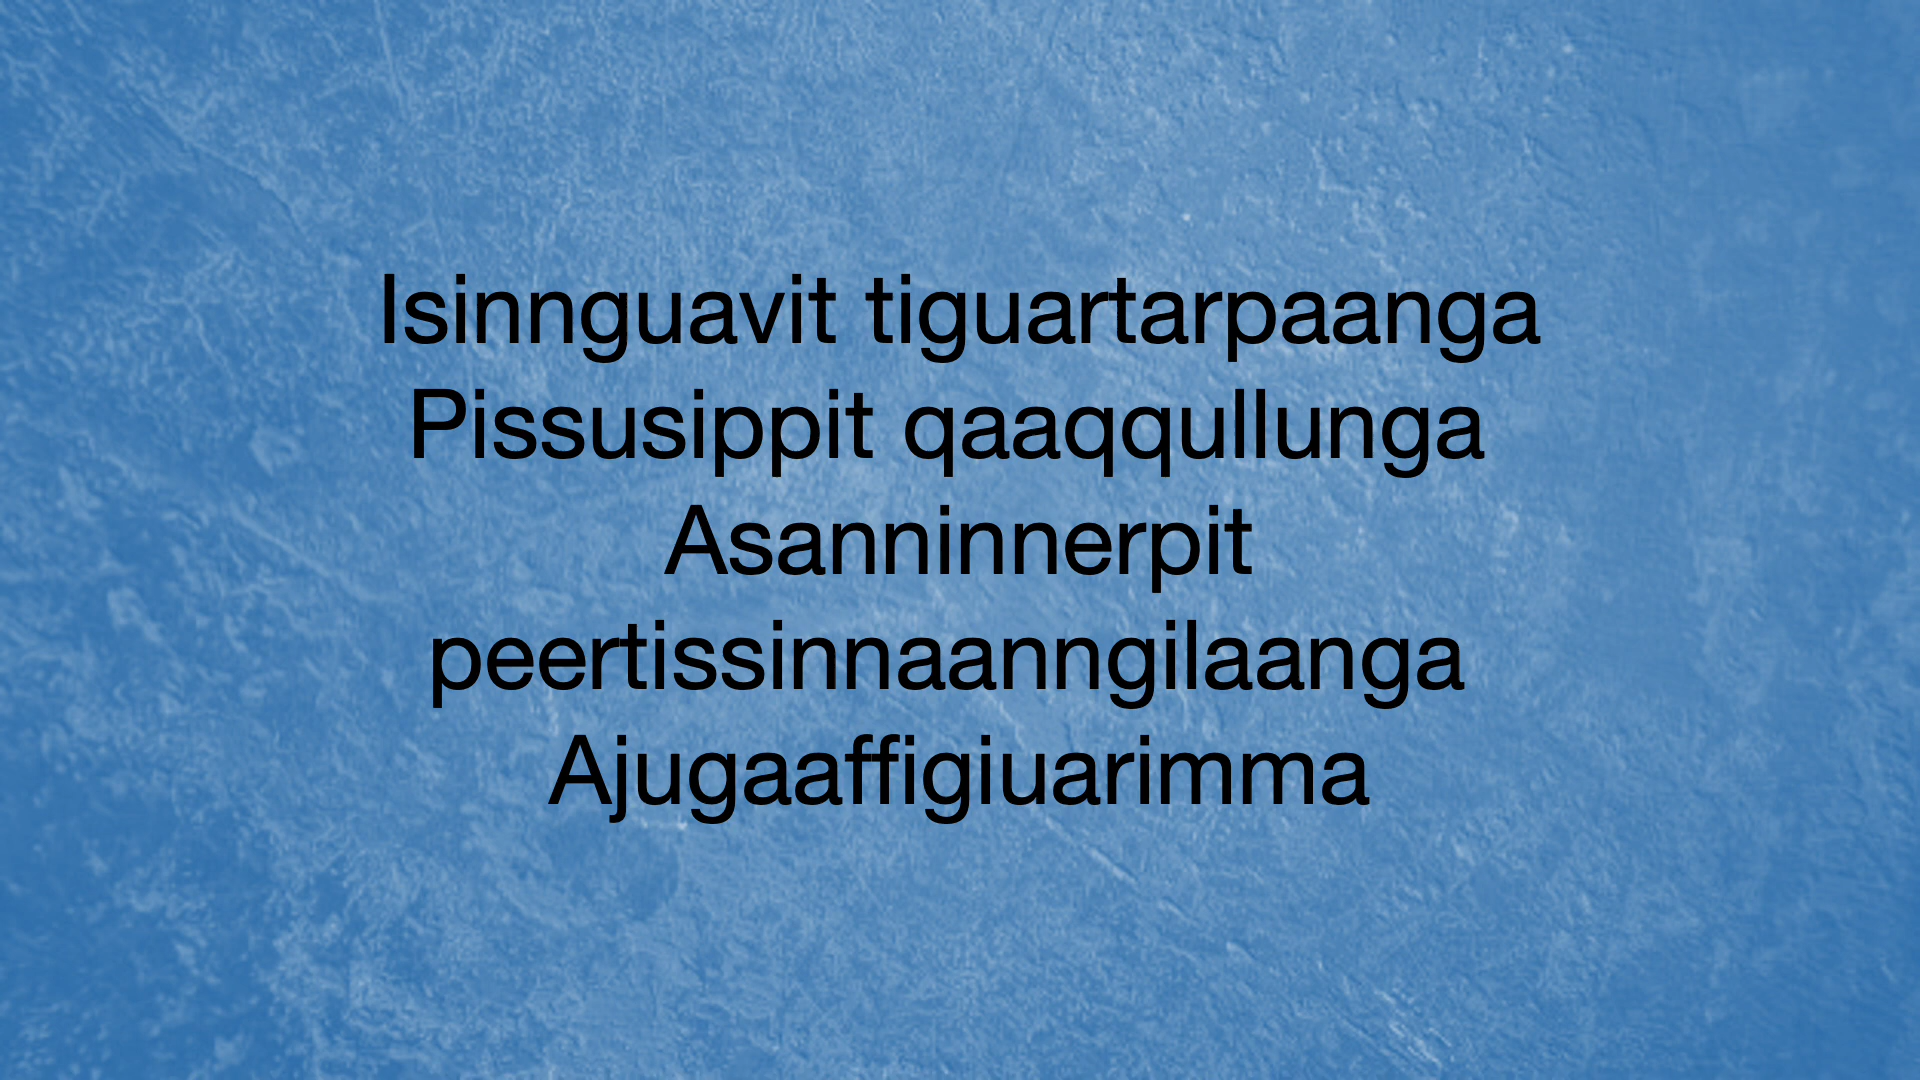 Isinnguavit tiguartarpaanga
Pissusippit qaaqqullunga
Asanninnerpit
peertissinnaanngilaanga
Ajugaaffigiuarimma